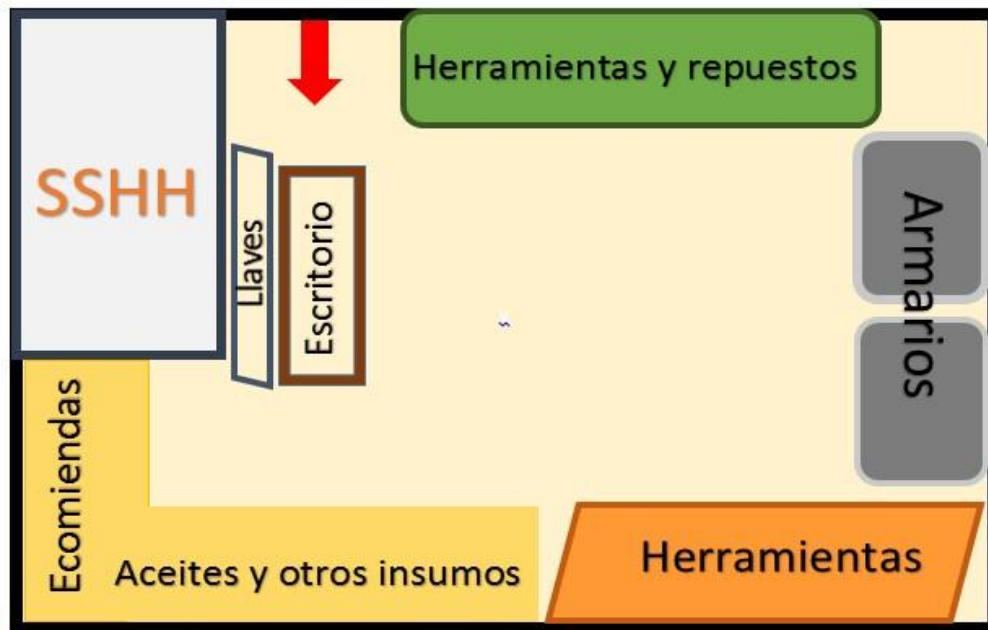 Herramientas y repuestos
SSHH
Llaves
Escritorio
Armarios
Ecomiendas
Aceites y otros insumos
Herramientas